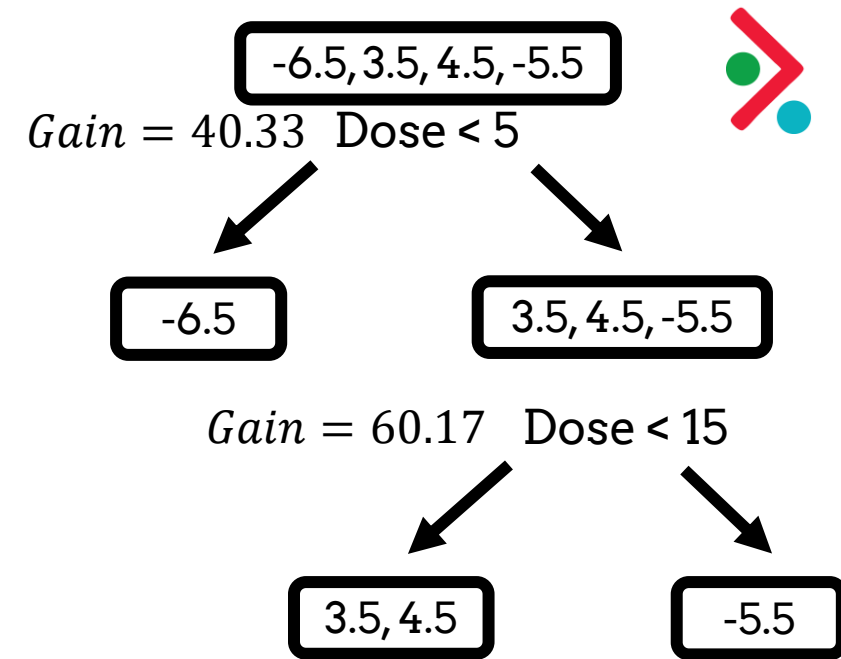 -6.5, 3.5, 4.5, -5.5
Gain = 40.33 Dose < 5
-6.5
3.5, 4.5, -5.5
Gain = 60.17 Dose < 15
3.5, 4.5
-5.5